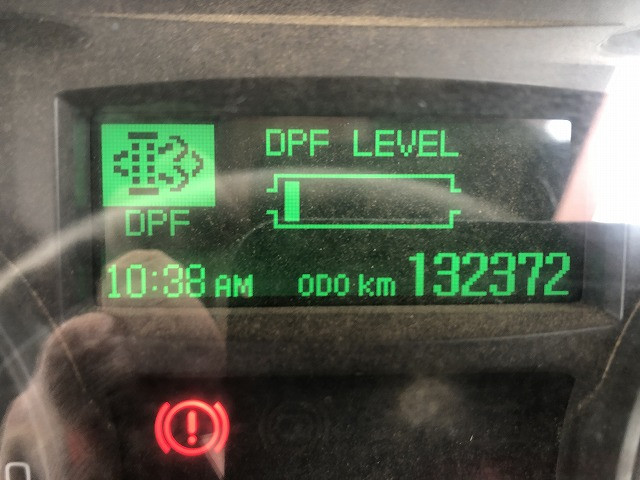 DPF LEVEL
DPF
10:38 AM ODO km 132372